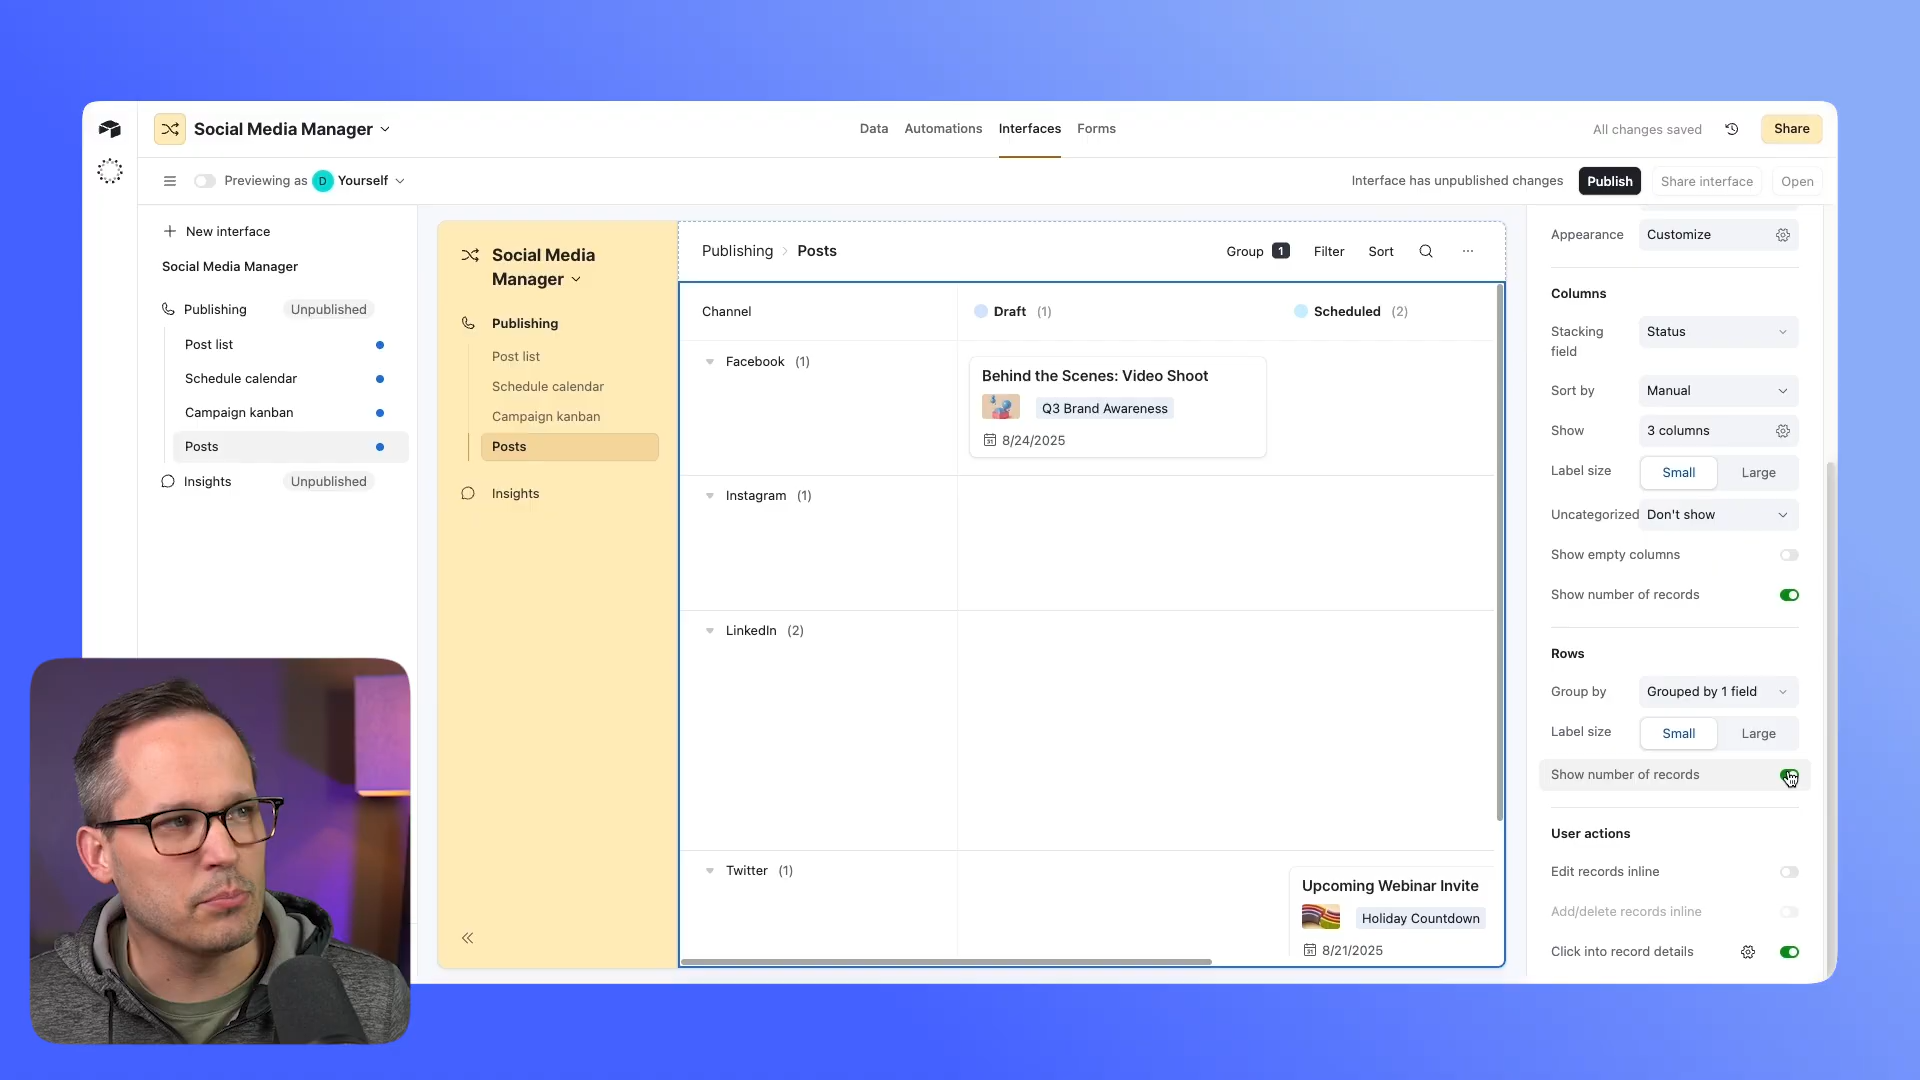 Social Media Manager
Data
Automations
Interfaces
Forms
All changes saved
Share
Previewing as
D
Yourself
Interface has unpublished changes
Publish
Share interface
Open
New interface
Social Media Manager
Publishing
Unpublished
Post list
Schedule calendar
Campaign kanban
Posts
Insights
Unpublished
Social Media
Manager
Publishing
Post list
Schedule calendar
Campaign kanban
Posts
Insights
Publishing
Posts
Group
1
Filter
Sort
Channel
Draft (1)
Scheduled (2)
Facebook (1)
Behind the Scenes: Video Shoot
Q3 Brand Awareness
8/24/2025
Instagram (1)
LinkedIn (2)
Twitter (1)
Upcoming Webinar Invite
Holiday Countdown
8/21/2025
Appearance
Customize
Columns
Stacking
field
Status
Sort by
Manual
Show
3 columns
Label size
Small
Large
Uncategorized
Don't show
Show empty columns
Show number of records
Rows
Group by
Grouped by 1 field
Label size
Small
Large
Show number of records
User actions
Edit records inline
Add/delete records inline
Click into record details